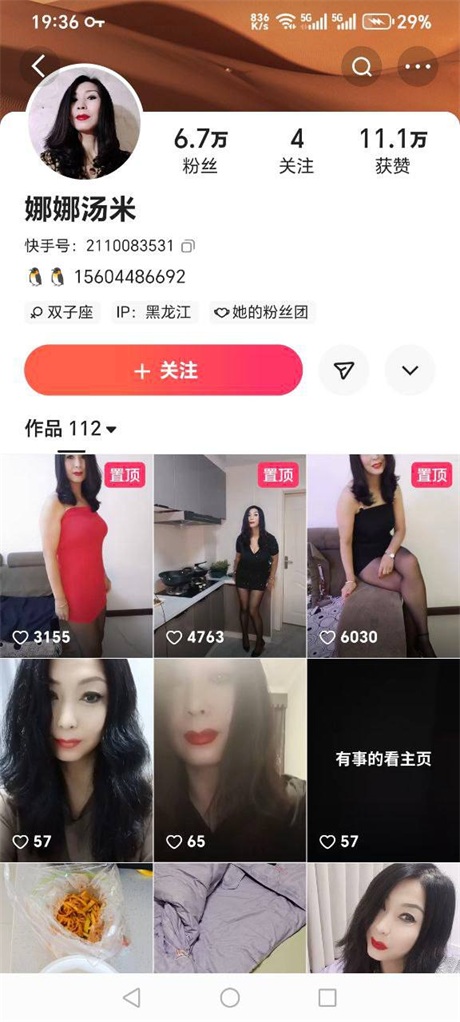 19:36 836 K/s 5G 5G 29%
6.7万 4 11.1万
粉丝 关注 获赞
娜娜汤米
快手号：2110083531
🐧🐧 15604486692
双子座 IP：黑龙江 她的粉丝团
+ 关注
作品 112
置顶 置顶 置顶
3155 4763 6030
有事的看主页
57 65 57